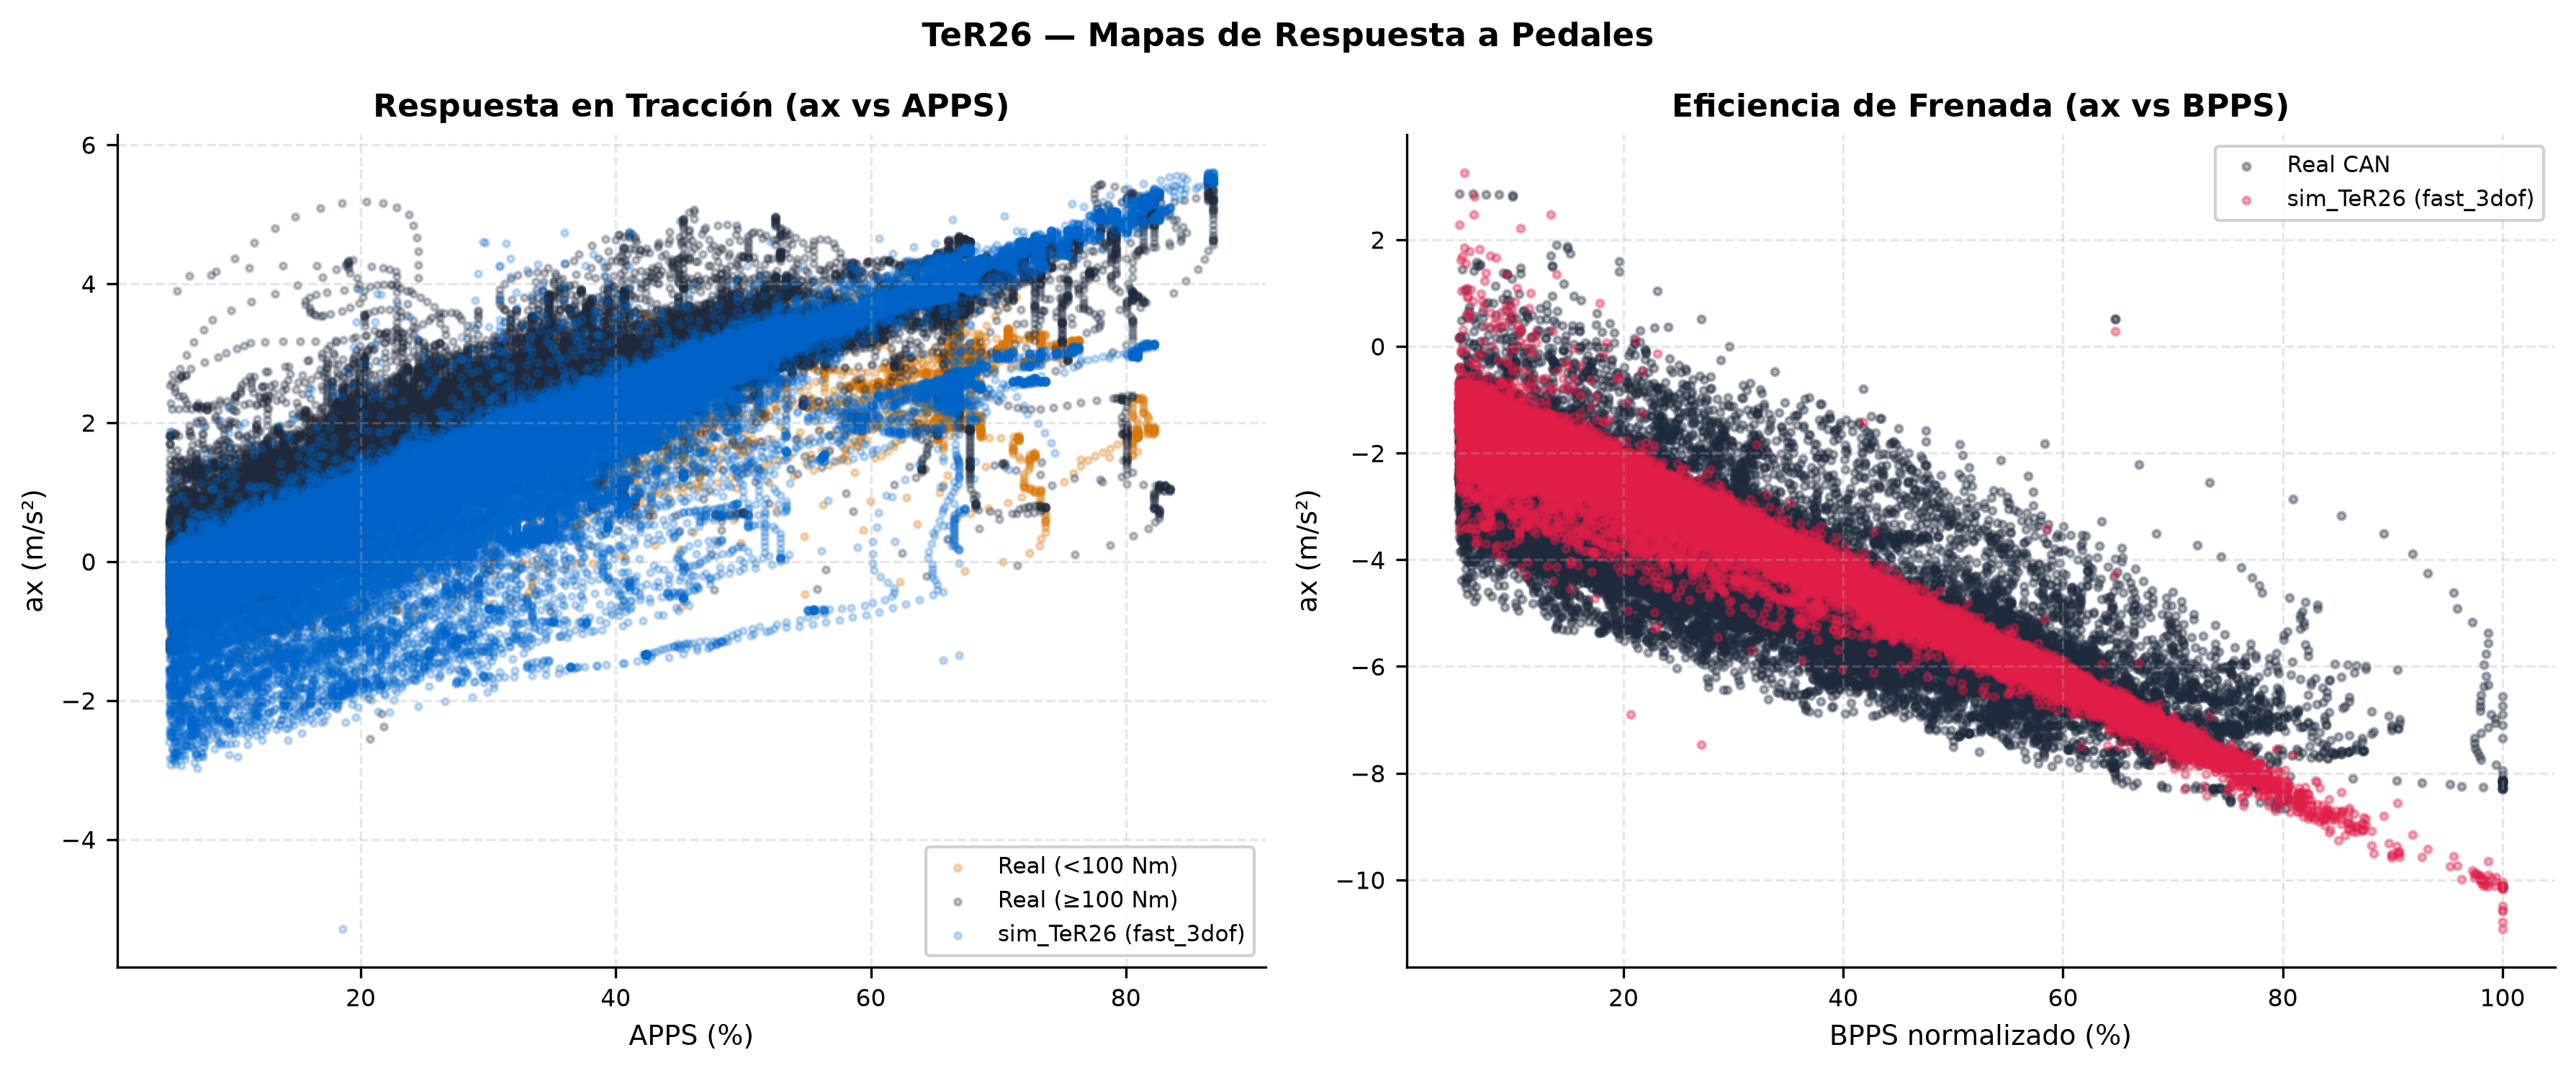 TeR26 — Mapas de Respuesta a Pedales
Respuesta en Tracción (ax vs APPS)
6
4
2
0
−2
−4
ax (m/s²)
20
40
60
80
APPS (%)
Real (<100 Nm)
Real (≥100 Nm)
sim_TeR26 (fast_3dof)
Eficiencia de Frenada (ax vs BPPS)
2
0
−2
−4
−6
−8
−10
ax (m/s²)
20
40
60
80
100
BPPS normalizado (%)
Real CAN
sim_TeR26 (fast_3dof)